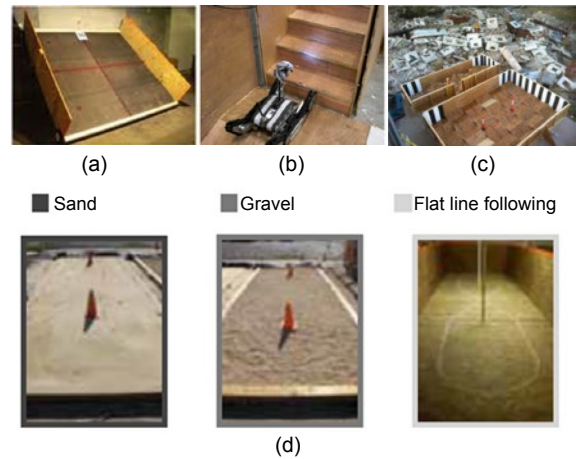 (a)
(b)
(c)
Sand
Gravel
Flat line following
(d)